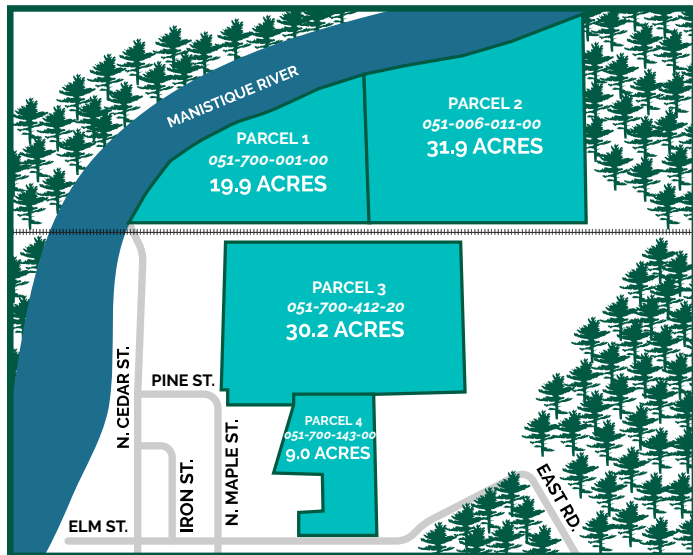 MANISTIQUE RIVER
PARCEL 1
051-700-001-00
19.9 ACRES
PARCEL 2
051-006-011-00
31.9 ACRES
PARCEL 3
051-700-412-20
30.2 ACRES
PARCEL 4
051-700-143-00
9.0 ACRES
N. CEDAR ST.
PINE ST.
IRON ST.
N. MAPLE ST.
ELM ST.
EAST RD.